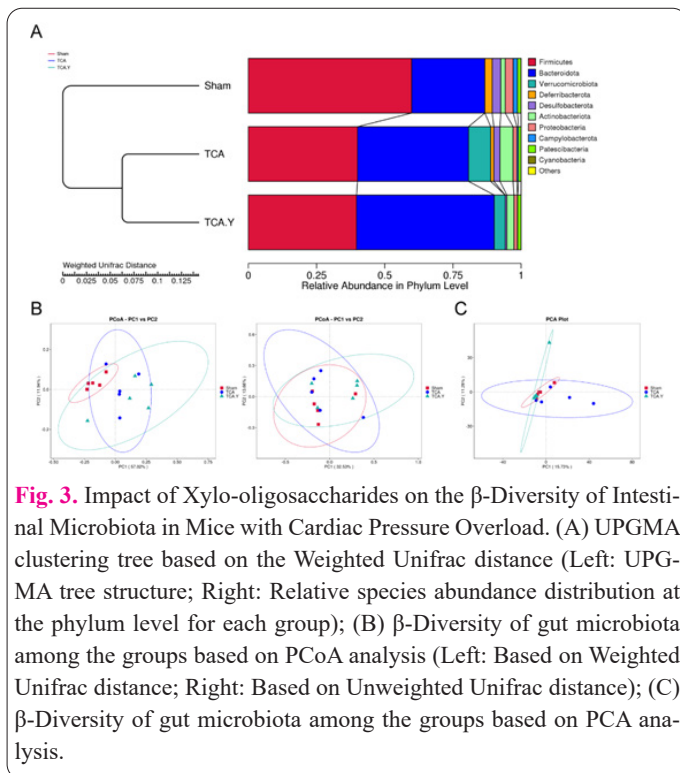 A
Sham
TCA
TCA.Y
Sham
TCA
TCA.Y
Weighted Unifrac Distance
0 0.025 0.05 0.075 0.1 0.125
Firmicutes
Bacteroidota
Verrucomicrobiota
Deferribacterota
Desulfobacterota
Actinobacteriota
Proteobacteria
Campylobacterota
Patescibacteria
Cyanobacteria
Others
0 0.25 0.5 0.75 1
Relative Abundance in Phylum Level
B
PCoA - PC1 vs PC2
Sham
TCA
TCA.Y
PCoA - PC1 vs PC2
Sham
TCA
TCA.Y
C
PCA Plot
Sham
TCA
TCA.Y
Fig. 3. Impact of Xylo-oligosaccharides on the β-Diversity of Intesti-
nal Microbiota in Mice with Cardiac Pressure Overload. (A) UPGMA
clustering tree based on the Weighted Unifrac distance (Left: UPG-
MA tree structure; Right: Relative species abundance distribution at
the phylum level for each group); (B) β-Diversity of gut microbiota
among the groups based on PCoA analysis (Left: Based on Weighted
Unifrac distance; Right: Based on Unweighted Unifrac distance); (C)
β-Diversity of gut microbiota among the groups based on PCA ana-
lysis.